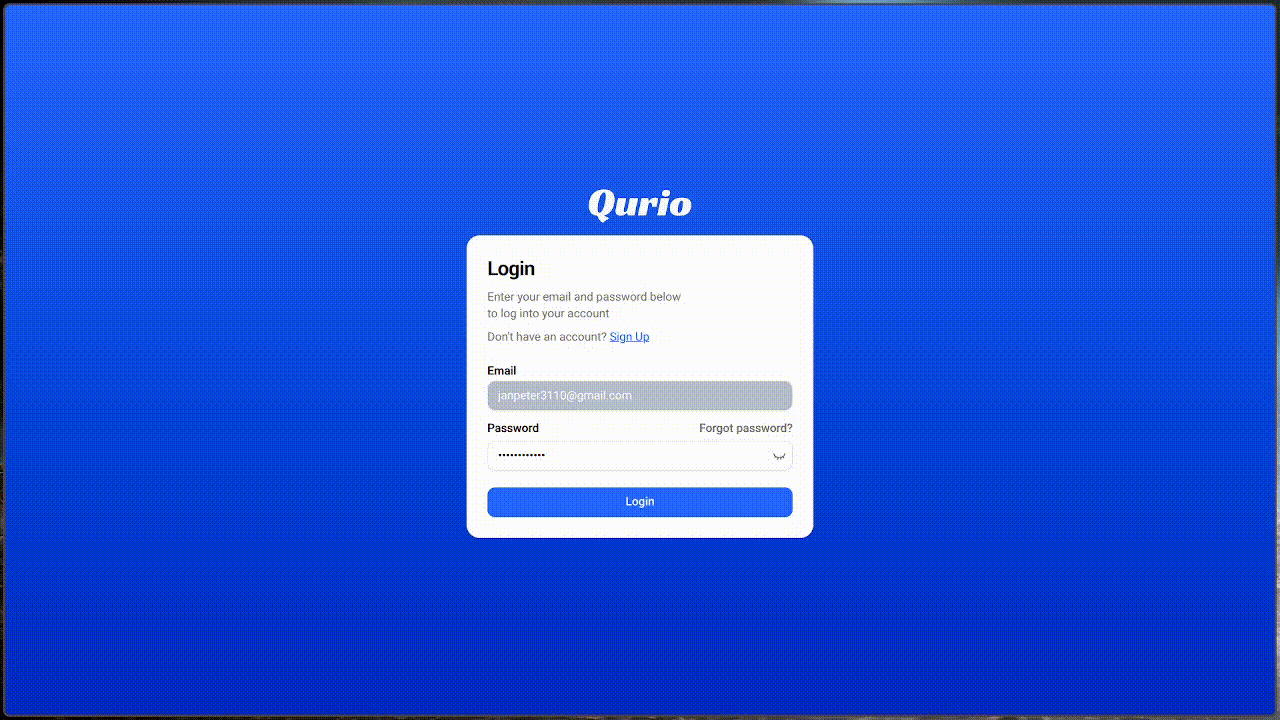 Qurio
Login
Enter your email and password below
to log into your account
Don't have an account? Sign Up
Email
janpeter3110@gmail.com
Password Forgot password?
••••••••••••
Login